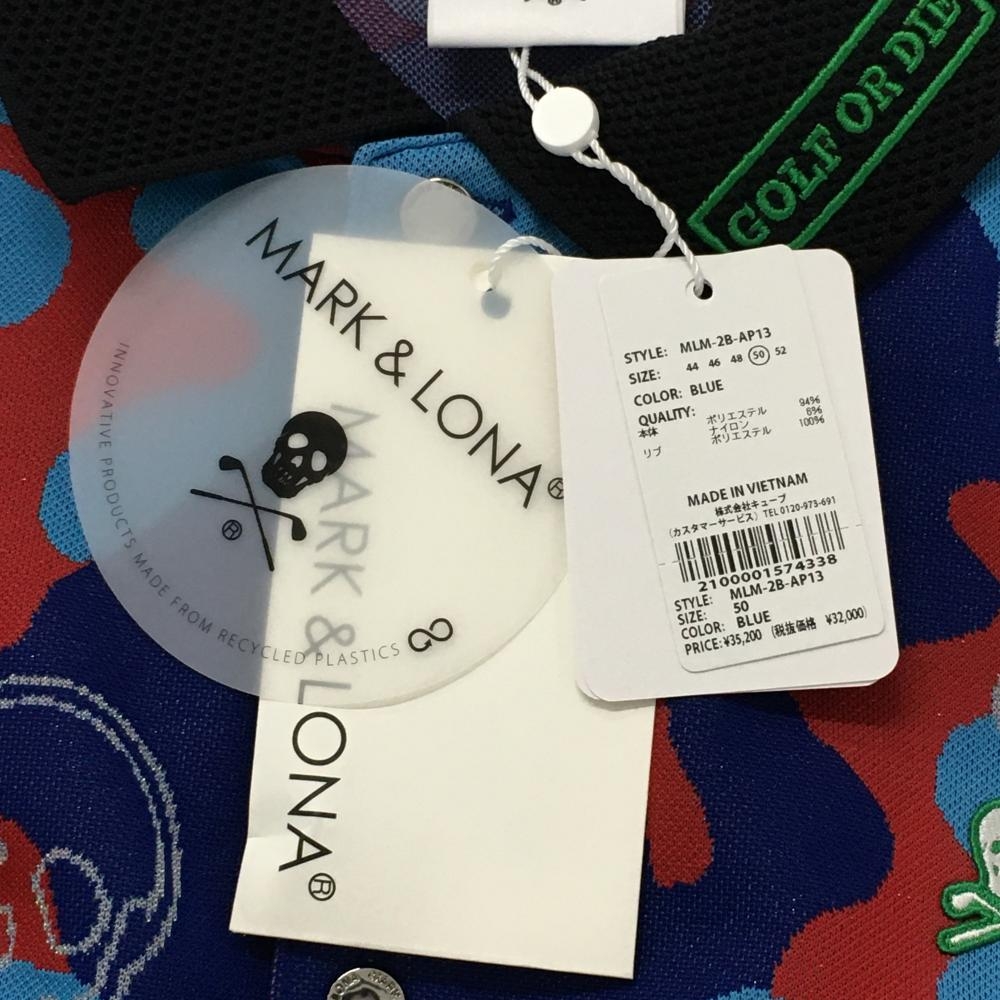 GOLF OR DIE
MARK & LONA®
INNOVATIVE PRODUCTS MADE FROM RECYCLED PLASTICS
®
MARK & LONA®
STYLE: MLM-2B-AP13
SIZE: 44 46 48 50 52
COLOR: BLUE
QUALITY:
本体 ポリエステル 94%
ナイロン 6%
リブ ポリエステル 100%
MADE IN VIETNAM
株式会社キューブ
(カスタマーサービス) TEL 0120-973-691
2100001574338
STYLE: MLM-2B-AP13
SIZE: 50
COLOR: BLUE
PRICE: ¥35,200 (税抜価格 ¥32,000)
LONA MARK